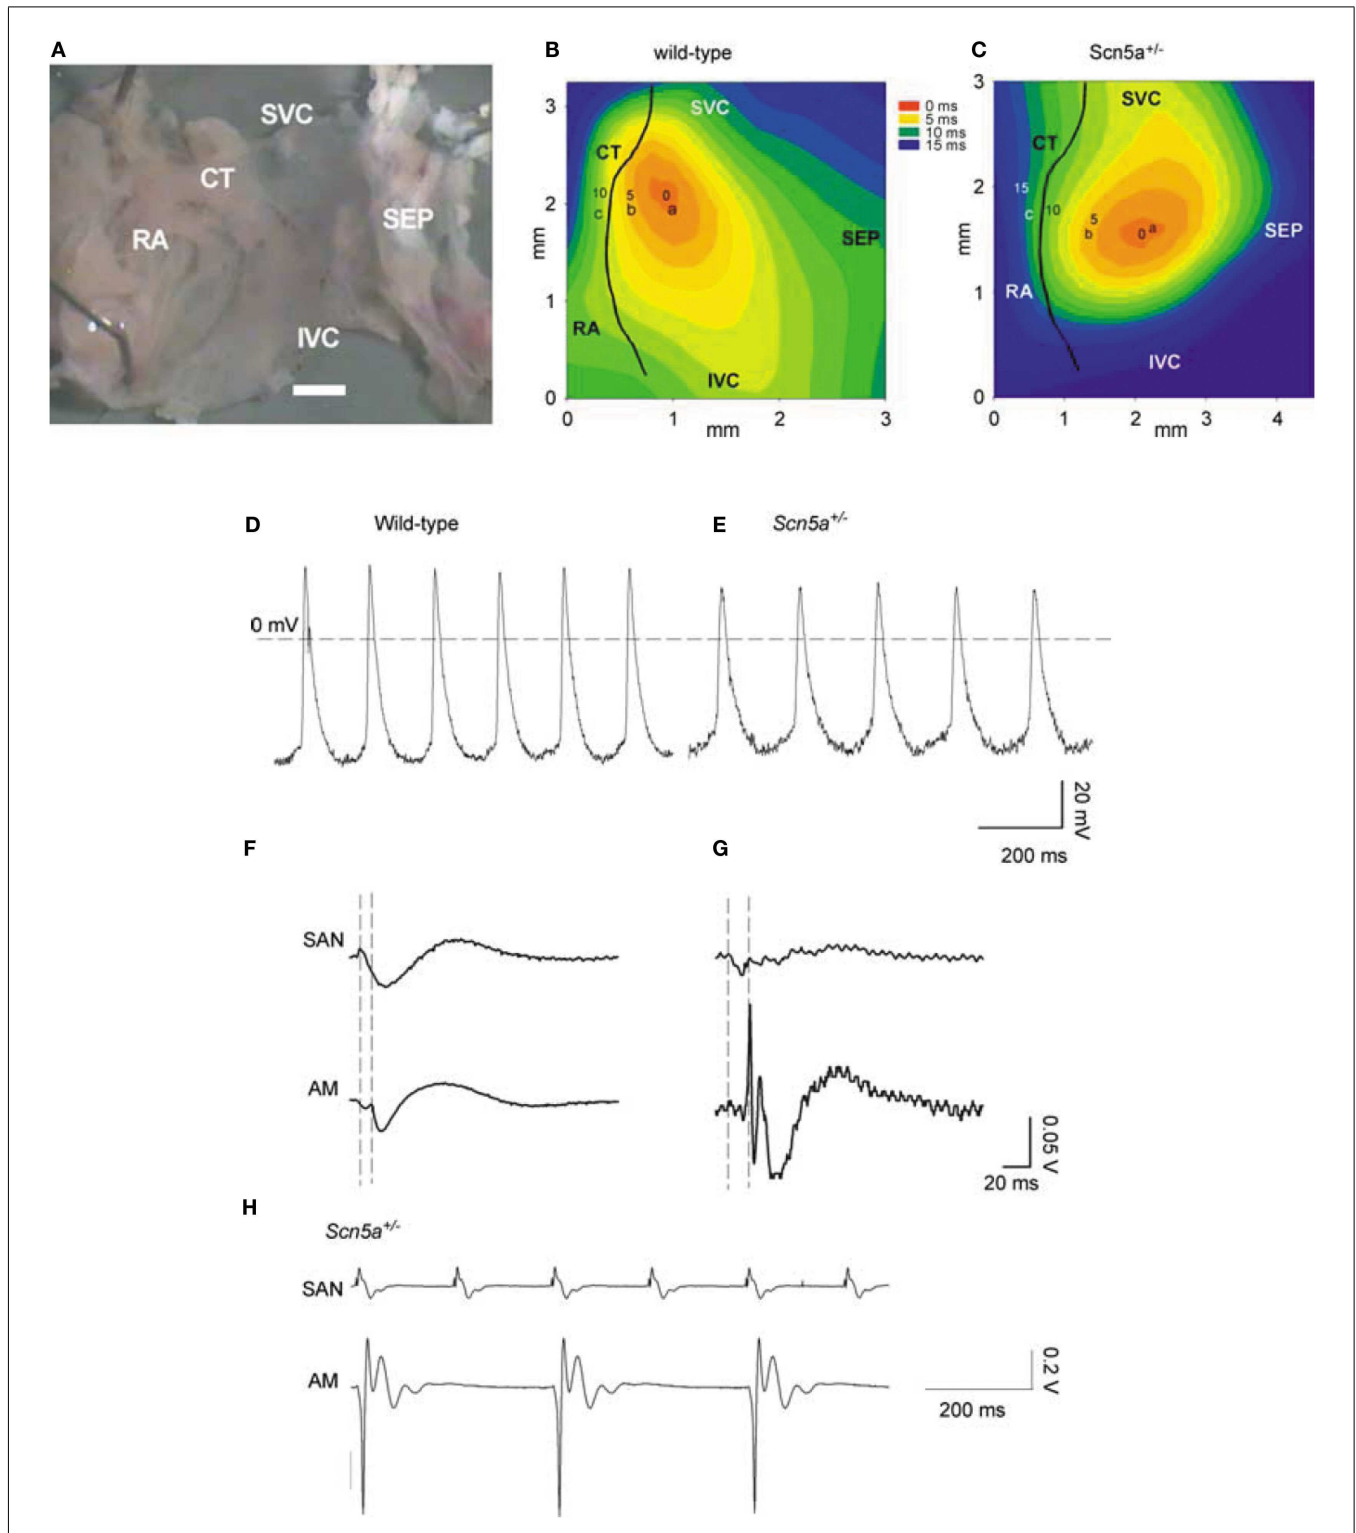 A
SVC
CT
RA
SEP
IVC
B
wild-type
3
2
1
0
mm
0 1 2 3
mm
SVC
CT
10 5 0
c b a
SEP
RA
IVC
0 ms
5 ms
10 ms
15 ms
C
Scn5a+/-
3
2
1
0
mm
0 1 2 3 4
mm
SVC
CT
15
c
10
5
b
0 a
SEP
RA
IVC
D
Wild-type
E
Scn5a+/-
0 mV
20 mV
200 ms
F
G
SAN
AM
0.05 V
20 ms
H
Scn5a+/-
SAN
AM
0.2 V
200 ms